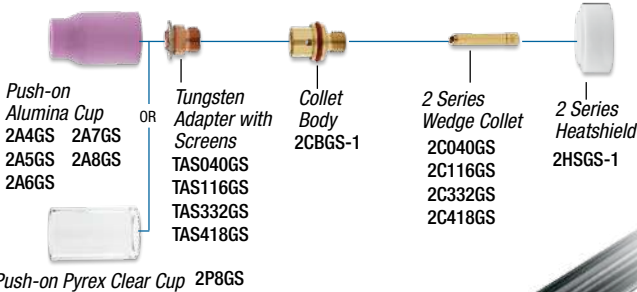 Push-on
Alumina Cup
2A4GS 2A7GS
2A5GS 2A8GS
2A6GS
OR
Tungsten
Adapter with
Screens
TAS040GS
TAS116GS
TAS332GS
TAS418GS
Collet
Body
2CBGS-1
2 Series
Wedge Collet
2C040GS
2C116GS
2C332GS
2C418GS
2 Series
Heatshield
2HSGS-1
Push-on Pyrex Clear Cup 2P8GS